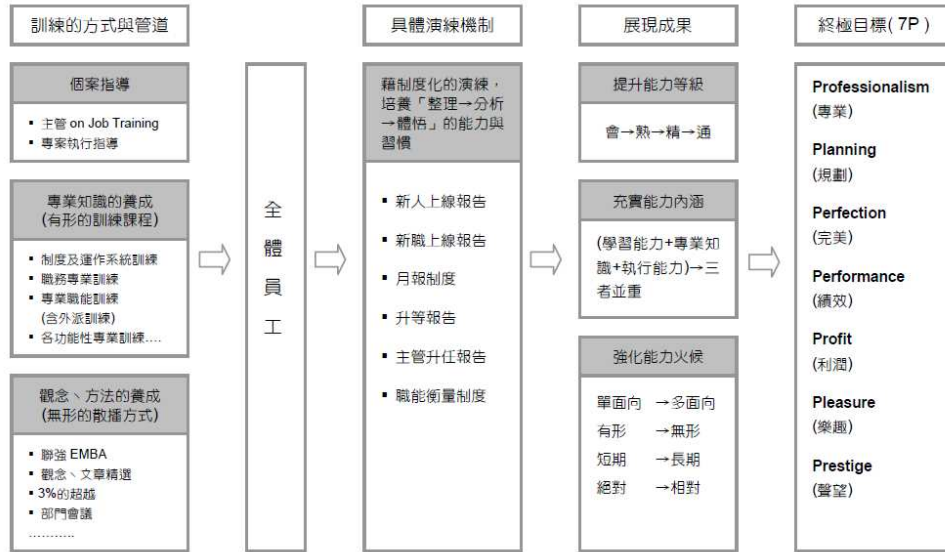 訓練的方式與管道
個案指導
▪ 主管 on Job Training
▪ 專案執行指導
專業知識的養成
(有形的訓練課程)
▪ 制度及運作系統訓練
▪ 職務專業訓練
▪ 專業職能訓練
(含外派訓練)
▪ 各功能性專業訓練....
觀念、方法的養成
(無形的散播方式)
▪ 聯強 EMBA
▪ 觀念、文章精選
▪ 3%的超越
▪ 部門會議
...........
全
體
員
工
具體演練機制
藉制度化的演練，
培養「整理→分析
→體悟」的能力與
習慣
▪ 新人上線報告
▪ 新職上線報告
▪ 月報制度
▪ 升等報告
▪ 主管升任報告
▪ 職能衡量制度
展現成果
提升能力等級
會→熟→精→通
充實能力內涵
(學習能力+專業知
識+執行能力)→三
者並重
強化能力火候
單面向 →多面向
有形 →無形
短期 →長期
絕對 →相對
終極目標( 7P )
Professionalism
(專業)
Planning
(規劃)
Perfection
(完美)
Performance
(績效)
Profit
(利潤)
Pleasure
(樂趣)
Prestige
(聲望)